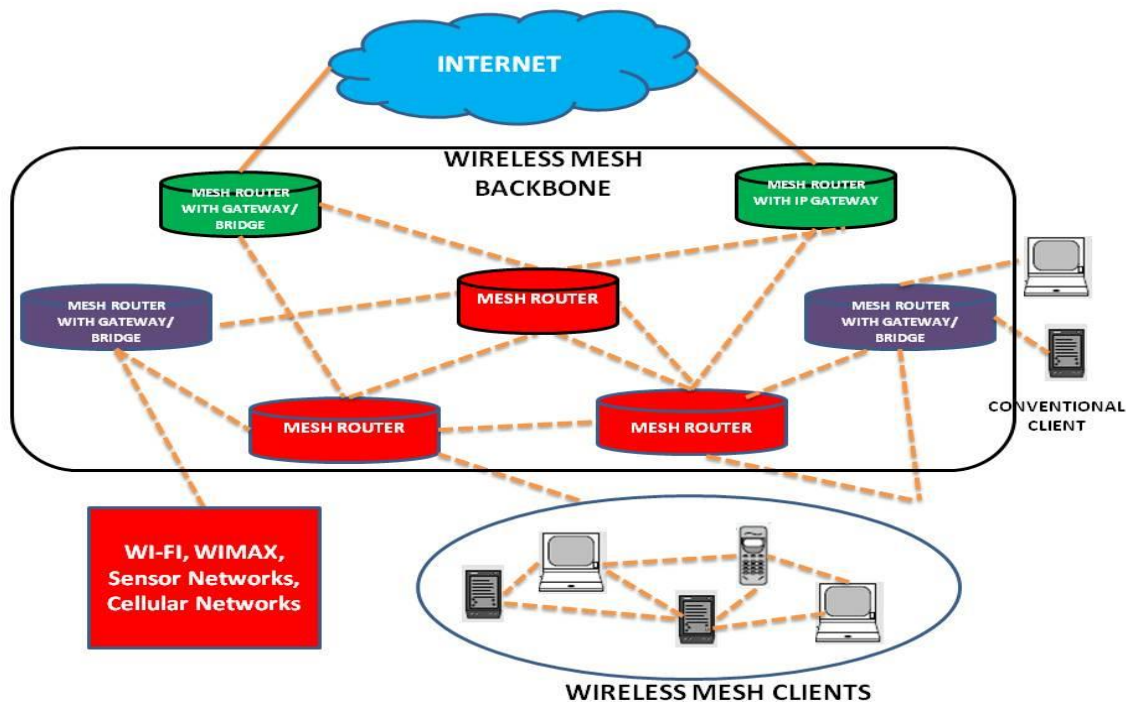 INTERNET
WIRELESS MESH
BACKBONE
MESH ROUTER
WITH GATEWAY/
BRIDGE
MESH ROUTER
WITH IP GATEWAY
MESH ROUTER
MESH ROUTER
WITH GATEWAY/
BRIDGE
MESH ROUTER
WITH GATEWAY/
BRIDGE
MESH ROUTER
MESH ROUTER
CONVENTIONAL
CLIENT
WI-FI, WIMAX,
Sensor Networks,
Cellular Networks
WIRELESS MESH CLIENTS